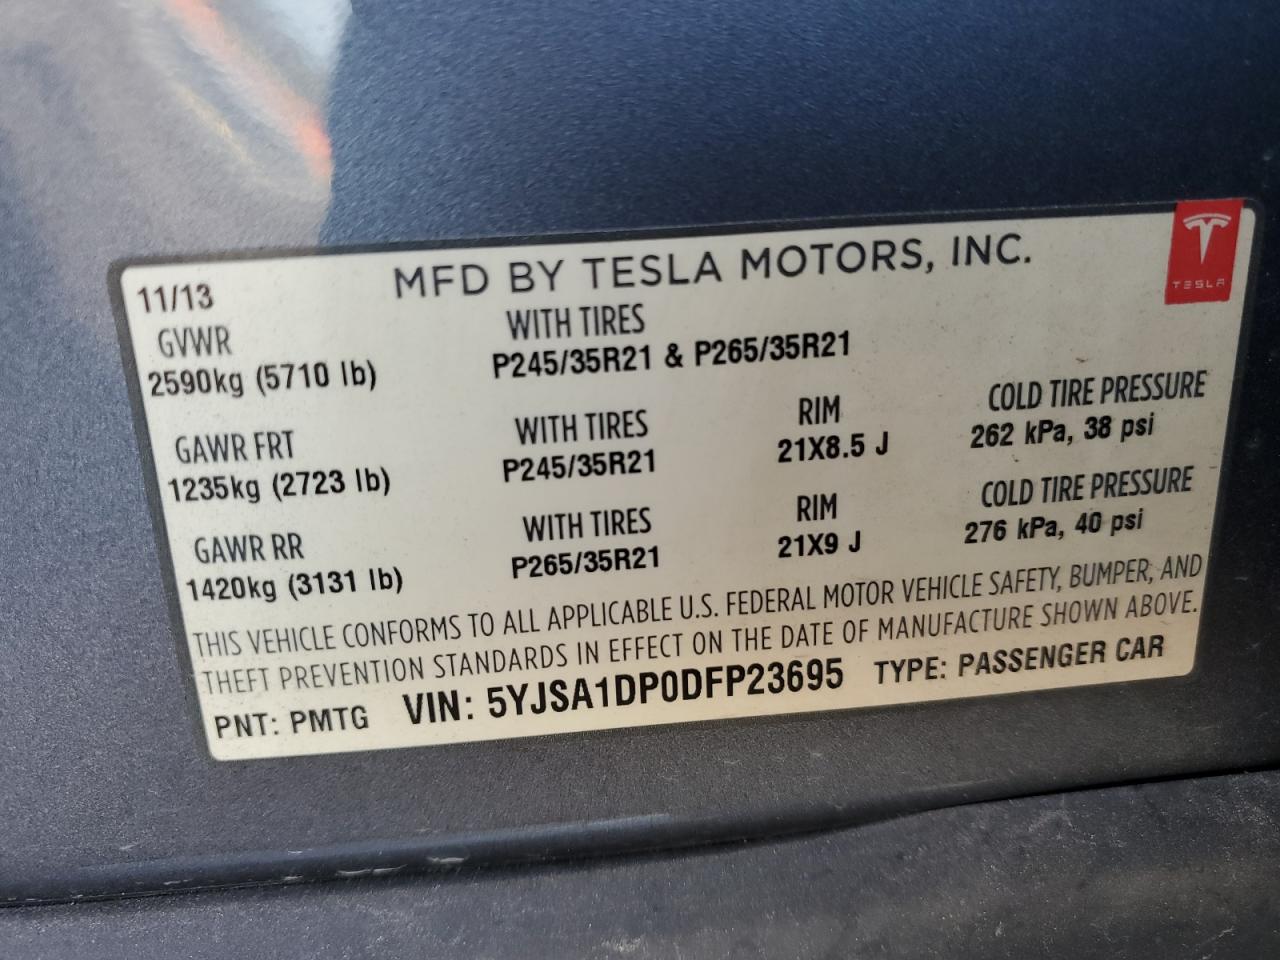 MFD BY TESLA MOTORS, INC.
TESLA
11/13
GVWR WITH TIRES
2590kg (5710 lb) P245/35R21 & P265/35R21
GAWR FRT WITH TIRES RIM COLD TIRE PRESSURE
1235kg (2723 lb) P245/35R21 21X8.5 J 262 kPa, 38 psi
GAWR RR WITH TIRES RIM COLD TIRE PRESSURE
1420kg (3131 lb) P265/35R21 21X9 J 276 kPa, 40 psi
THIS VEHICLE CONFORMS TO ALL APPLICABLE U.S. FEDERAL MOTOR VEHICLE SAFETY, BUMPER, AND
THEFT PREVENTION STANDARDS IN EFFECT ON THE DATE OF MANUFACTURE SHOWN ABOVE.
PNT: PMTG VIN: 5YJSA1DP0DFP23695 TYPE: PASSENGER CAR